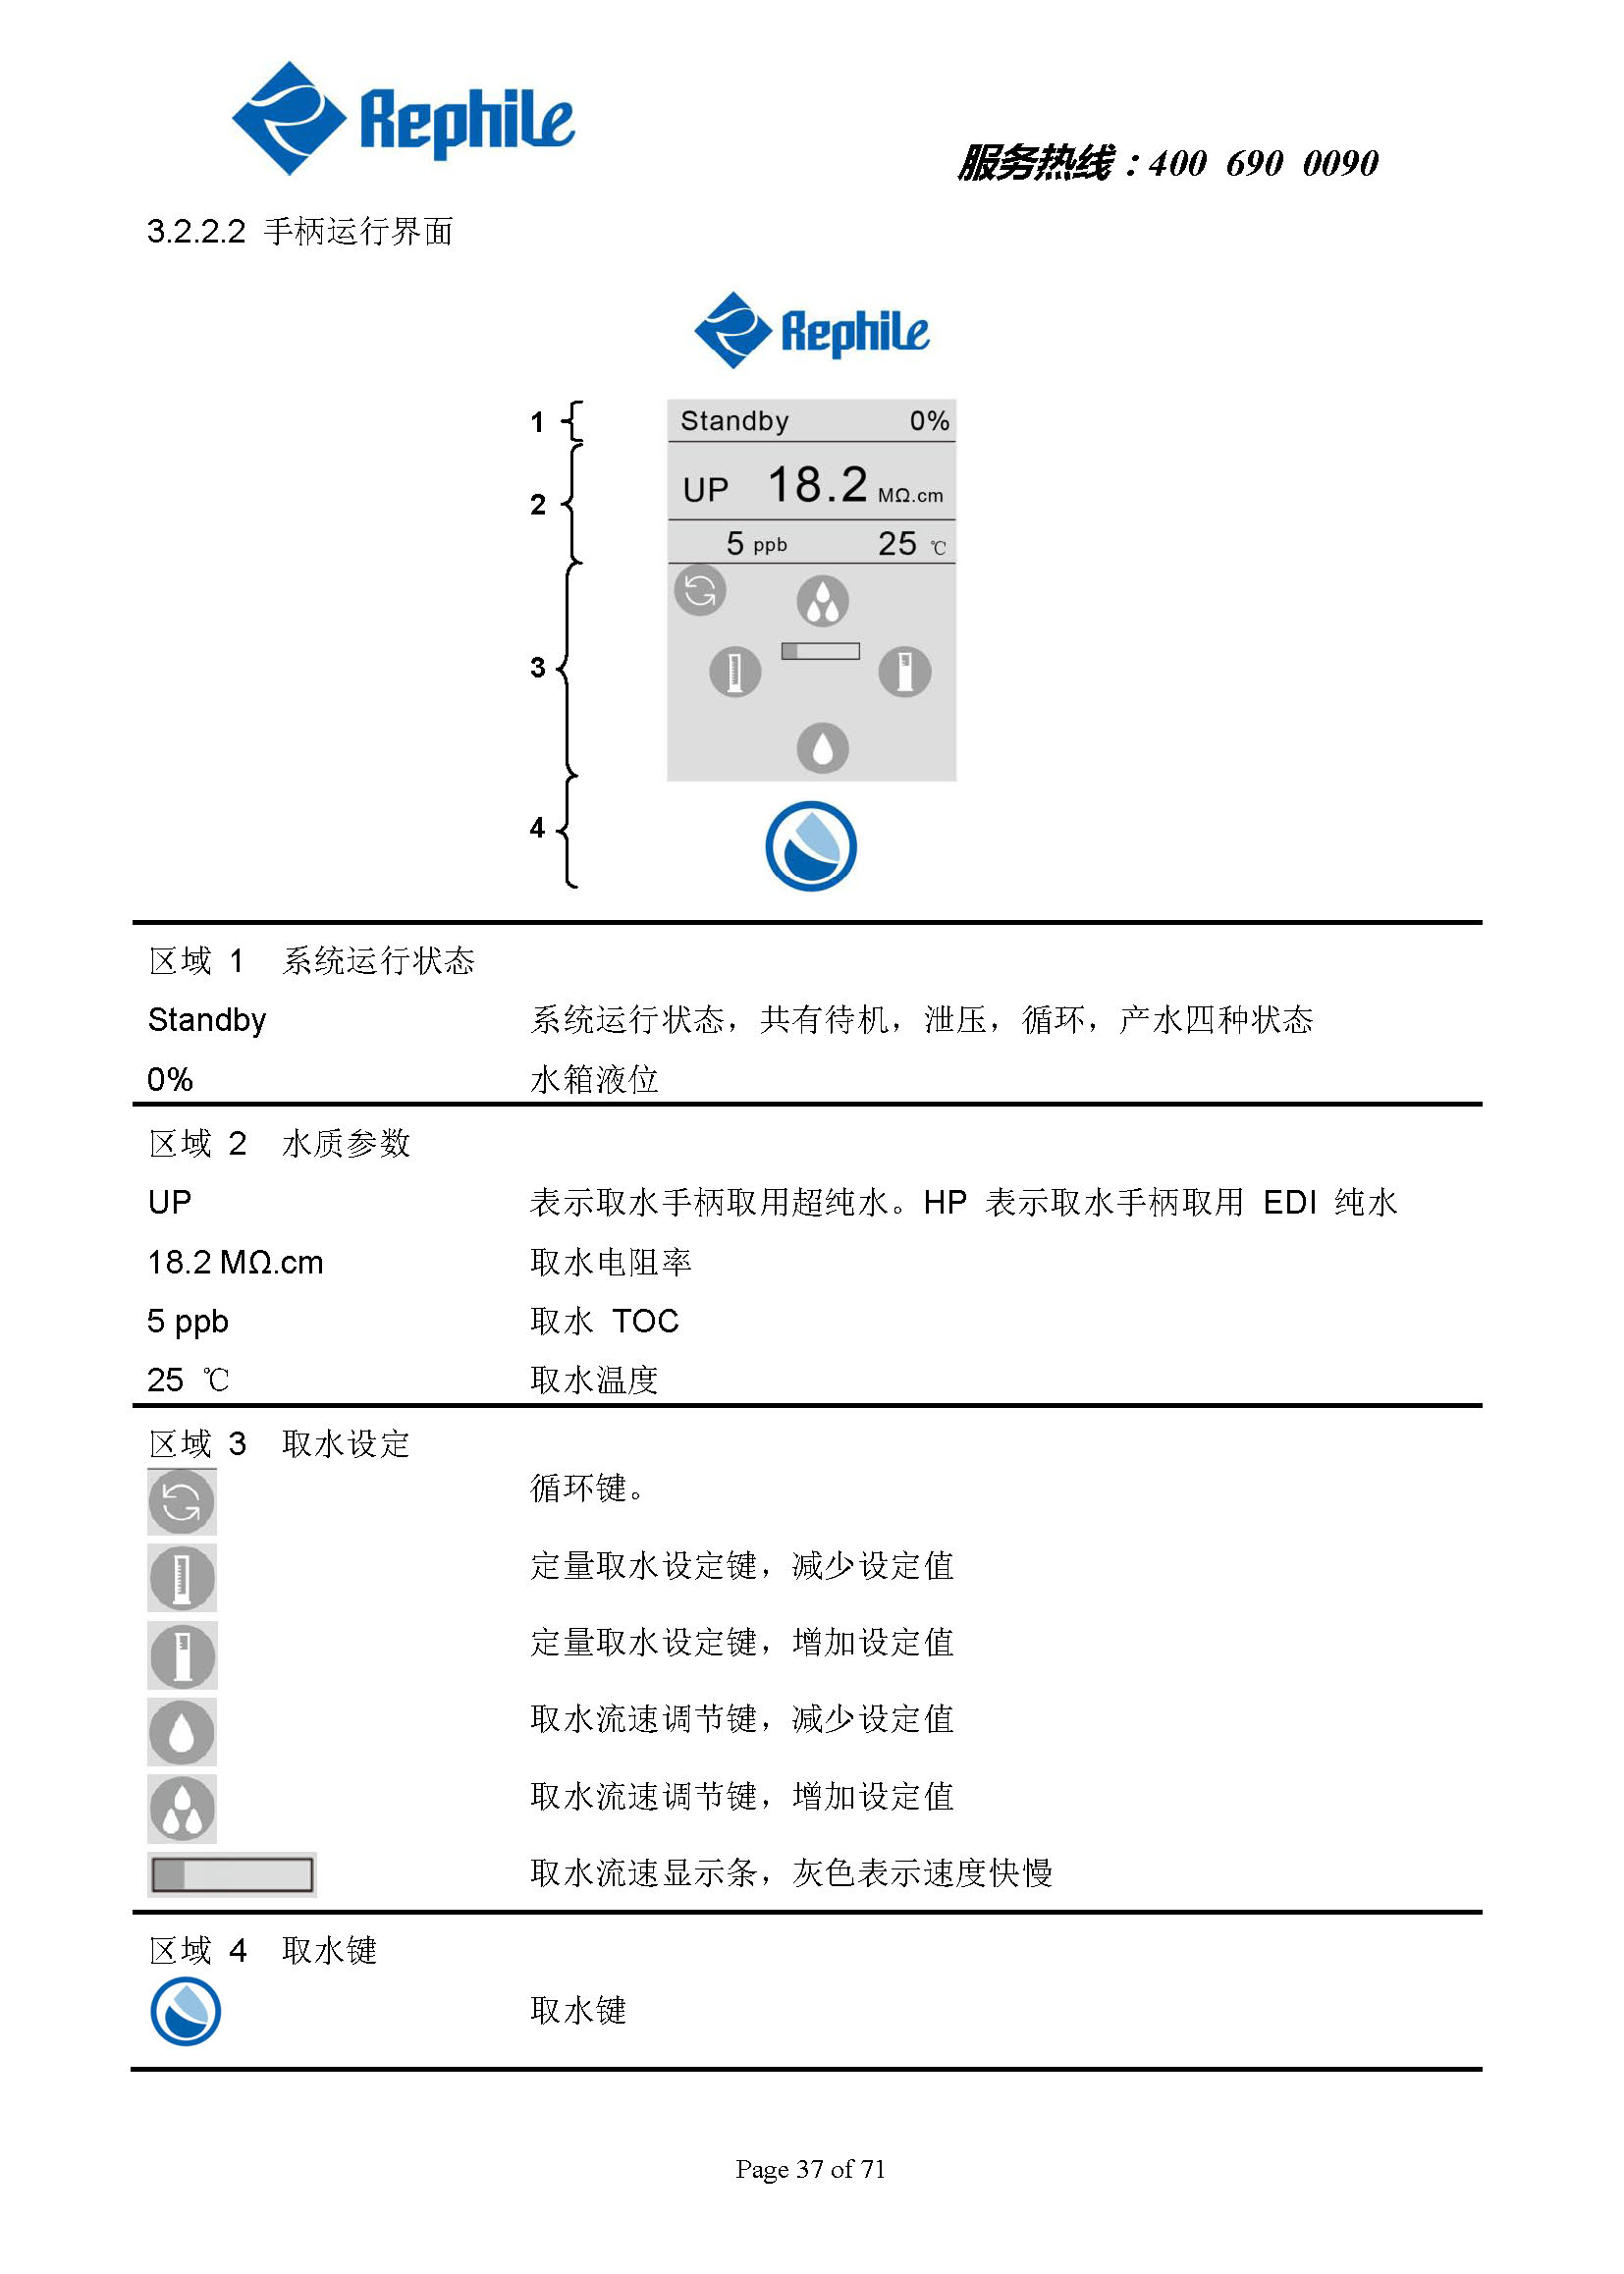 Rephile
服务热线：400 690 0090
3.2.2.2 手柄运行界面
Rephile
1
Standby 0%
2
UP 18.2 MΩ.cm
5 ppb 25 ℃
3
4
区域 1 系统运行状态
Standby 系统运行状态，共有待机，泄压，循环，产水四种状态
0% 水箱液位
区域 2 水质参数
UP 表示取水手柄取用超纯水。HP 表示取水手柄取用 EDI 纯水
18.2 MΩ.cm 取水电阻率
5 ppb 取水 TOC
25 ℃ 取水温度
区域 3 取水设定
循环键。
定量取水设定键，减少设定值
定量取水设定键，增加设定值
取水流速调节键，减少设定值
取水流速调节键，增加设定值
取水流速显示条，灰色表示速度快慢
区域 4 取水键
取水键
Page 37 of 71